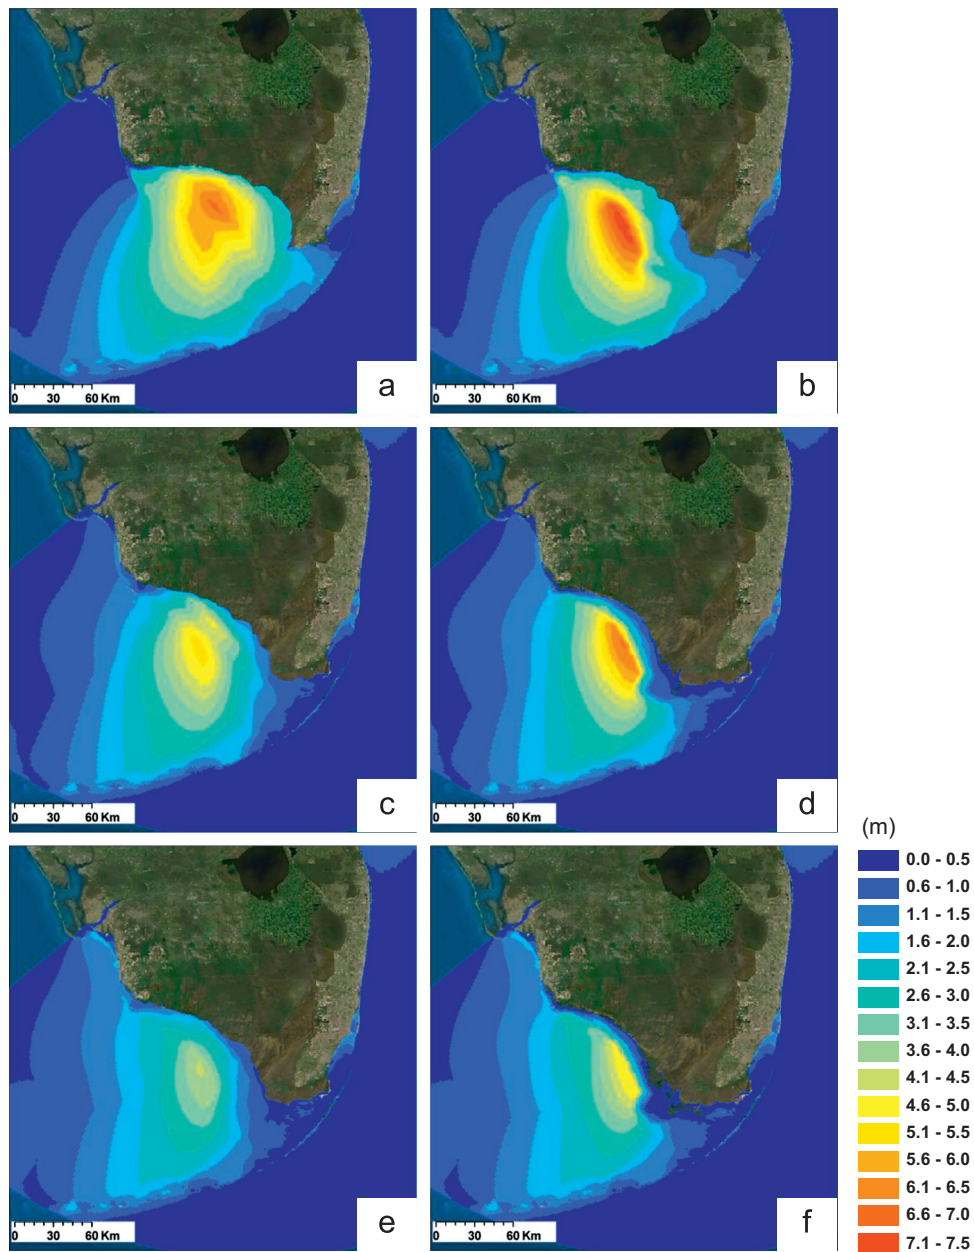 a
0 30 60 Km
b
0 30 60 Km
c
0 30 60 Km
d
0 30 60 Km
(m)
0.0 - 0.5
0.6 - 1.0
1.1 - 1.5
1.6 - 2.0
2.1 - 2.5
2.6 - 3.0
3.1 - 3.5
3.6 - 4.0
4.1 - 4.5
4.6 - 5.0
5.1 - 5.5
5.6 - 6.0
6.1 - 6.5
6.6 - 7.0
7.1 - 7.5
e
0 30 60 Km
f
0 30 60 Km